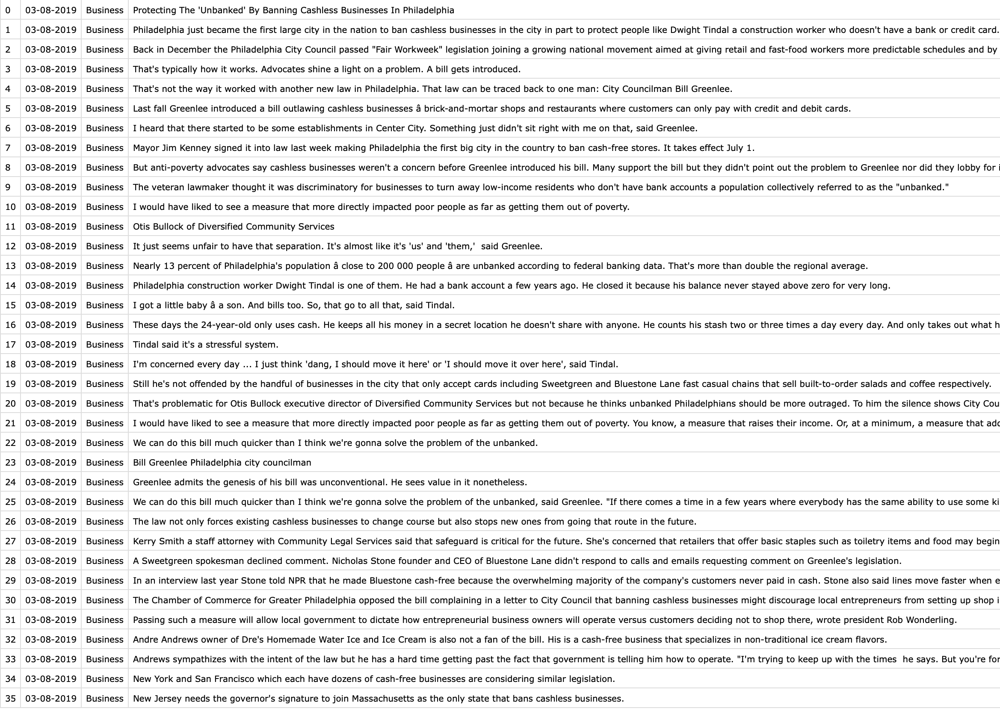 0 03-08-2019 Business Protecting The 'Unbanked' By Banning Cashless Businesses In Philadelphia
1 03-08-2019 Business Philadelphia just became the first large city in the nation to ban cashless businesses in the city in part to protect people like Dwight Tindal a construction worker who doesn't have a bank or credit card.
2 03-08-2019 Business Back in December the Philadelphia City Council passed "Fair Workweek" legislation joining a growing national movement aimed at giving retail and fast-food workers more predictable schedules and by
3 03-08-2019 Business That's typically how it works. Advocates shine a light on a problem. A bill gets introduced.
4 03-08-2019 Business That's not the way it worked with another new law in Philadelphia. That law can be traced back to one man: City Councilman Bill Greenlee.
5 03-08-2019 Business Last fall Greenlee introduced a bill outlawing cashless businesses â brick-and-mortar shops and restaurants where customers can only pay with credit and debit cards.
6 03-08-2019 Business I heard that there started to be some establishments in Center City. Something just didn't sit right with me on that, said Greenlee.
7 03-08-2019 Business Mayor Jim Kenney signed it into law last week making Philadelphia the first big city in the country to ban cash-free stores. It takes effect July 1.
8 03-08-2019 Business But anti-poverty advocates say cashless businesses weren't a concern before Greenlee introduced his bill. Many support the bill but they didn't point out the problem to Greenlee nor did they lobby for
9 03-08-2019 Business The veteran lawmaker thought it was discriminatory for businesses to turn away low-income residents who don't have bank accounts a population collectively referred to as the "unbanked."
10 03-08-2019 Business I would have liked to see a measure that more directly impacted poor people as far as getting them out of poverty.
11 03-08-2019 Business Otis Bullock of Diversified Community Services
12 03-08-2019 Business It just seems unfair to have that separation. It's almost like it's 'us' and 'them,'  said Greenlee.
13 03-08-2019 Business Nearly 13 percent of Philadelphia's population â close to 200 000 people â are unbanked according to federal banking data. That's more than double the regional average.
14 03-08-2019 Business Philadelphia construction worker Dwight Tindal is one of them. He had a bank account a few years ago. He closed it because his balance never stayed above zero for very long.
15 03-08-2019 Business I got a little baby â a son. And bills too. So, that go to all that, said Tindal.
16 03-08-2019 Business These days the 24-year-old only uses cash. He keeps all his money in a secret location he doesn't share with anyone. He counts his stash two or three times a day every day. And only takes out what
17 03-08-2019 Business Tindal said it's a stressful system.
18 03-08-2019 Business I'm concerned every day ... I just think 'dang, I should move it here' or 'I should move it over here', said Tindal.
19 03-08-2019 Business Still he's not offended by the handful of businesses in the city that only accept cards including Sweetgreen and Bluestone Lane fast casual chains that sell built-to-order salads and coffee respectively.
20 03-08-2019 Business That's problematic for Otis Bullock executive director of Diversified Community Services but not because he thinks unbanked Philadelphians should be more outraged. To him the silence shows City
21 03-08-2019 Business I would have liked to see a measure that more directly impacted poor people as far as getting them out of poverty. You know, a measure that raises their income. Or, at a minimum, a measure that
22 03-08-2019 Business We can do this bill much quicker than I think we're gonna solve the problem of the unbanked.
23 03-08-2019 Business Bill Greenlee Philadelphia city councilman
24 03-08-2019 Business Greenlee admits the genesis of his bill was unconventional. He sees value in it nonetheless.
25 03-08-2019 Business We can do this bill much quicker than I think we're gonna solve the problem of the unbanked, said Greenlee. "If there comes a time in a few years where everybody has the same ability to use some
26 03-08-2019 Business The law not only forces existing cashless businesses to change course but also stops new ones from going that route in the future.
27 03-08-2019 Business Kerry Smith a staff attorney with Community Legal Services said that safeguard is critical for the future. She's concerned that retailers that offer basic staples such as toiletry items and food may begin
28 03-08-2019 Business A Sweetgreen spokesman declined comment. Nicholas Stone founder and CEO of Bluestone Lane didn't respond to calls and emails requesting comment on Greenlee's legislation.
29 03-08-2019 Business In an interview last year Stone told NPR that he made Bluestone cash-free because the overwhelming majority of the company's customers never paid in cash. Stone also said lines move faster when
30 03-08-2019 Business The Chamber of Commerce for Greater Philadelphia opposed the bill complaining in a letter to City Council that banning cashless businesses might discourage local entrepreneurs from setting up shop
31 03-08-2019 Business Passing such a measure will allow local government to dictate how entrepreneurial business owners will operate versus customers deciding not to shop there, wrote president Rob Wonderling.
32 03-08-2019 Business Andre Andrews owner of Dre's Homemade Water Ice and Ice Cream is also not a fan of the bill. His is a cash-free business that specializes in non-traditional ice cream flavors.
33 03-08-2019 Business Andrews sympathizes with the intent of the law but he has a hard time getting past the fact that government is telling him how to operate. "I'm trying to keep up with the times  he says. But you're
34 03-08-2019 Business New York and San Francisco which each have dozens of cash-free businesses are considering similar legislation.
35 03-08-2019 Business New Jersey needs the governor's signature to join Massachusetts as the only state that bans cashless businesses.